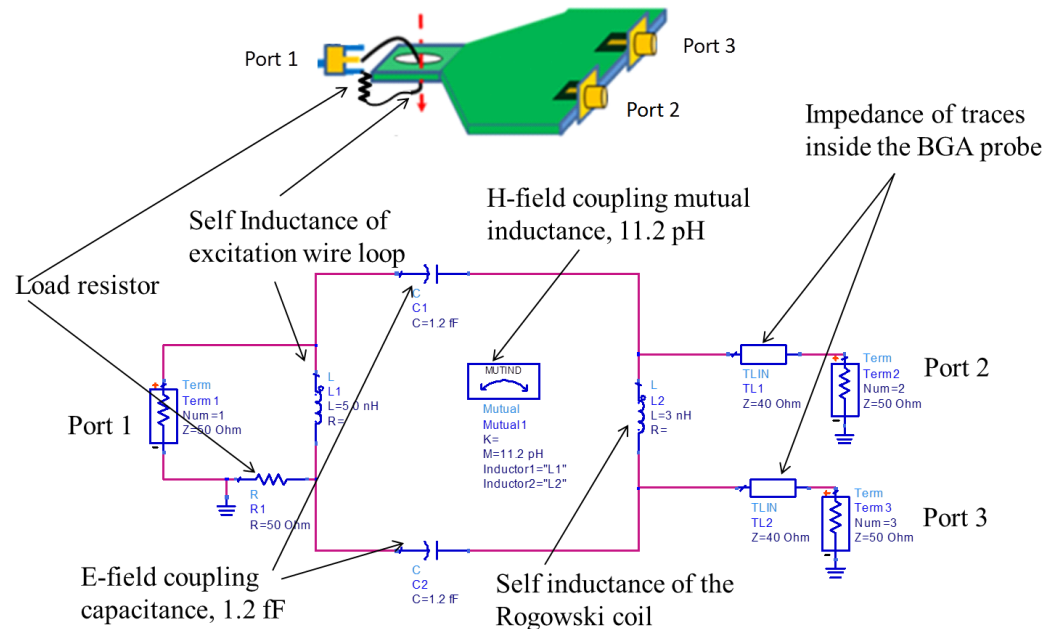 Port 1
Port 3
Port 2
Impedance of traces
inside the BGA probe
H-field coupling mutual
inductance, 11.2 pH
Self Inductance of
excitation wire loop
Load resistor
C
C1
C=1.2 fF
MUTIND
Mutual
Mutual1
K=
M=11.2 pH
Inductor1="L1"
Inductor2="L2"
L
L1
L=5.0 nH
R=
L
L2
L=3 nH
R=
Term
Term1
Num=1
Z=50 Ohm
Port 1
R
R1
R=50 Ohm
TLIN
TL1
Z=40 Ohm
Term
Term2
Num=2
Z=50 Ohm
Port 2
TLIN
TL2
Z=40 Ohm
Term
Term3
Num=3
Z=50 Ohm
Port 3
C
C2
C=1.2 fF
E-field coupling
capacitance, 1.2 fF
Self inductance of the
Rogowski coil